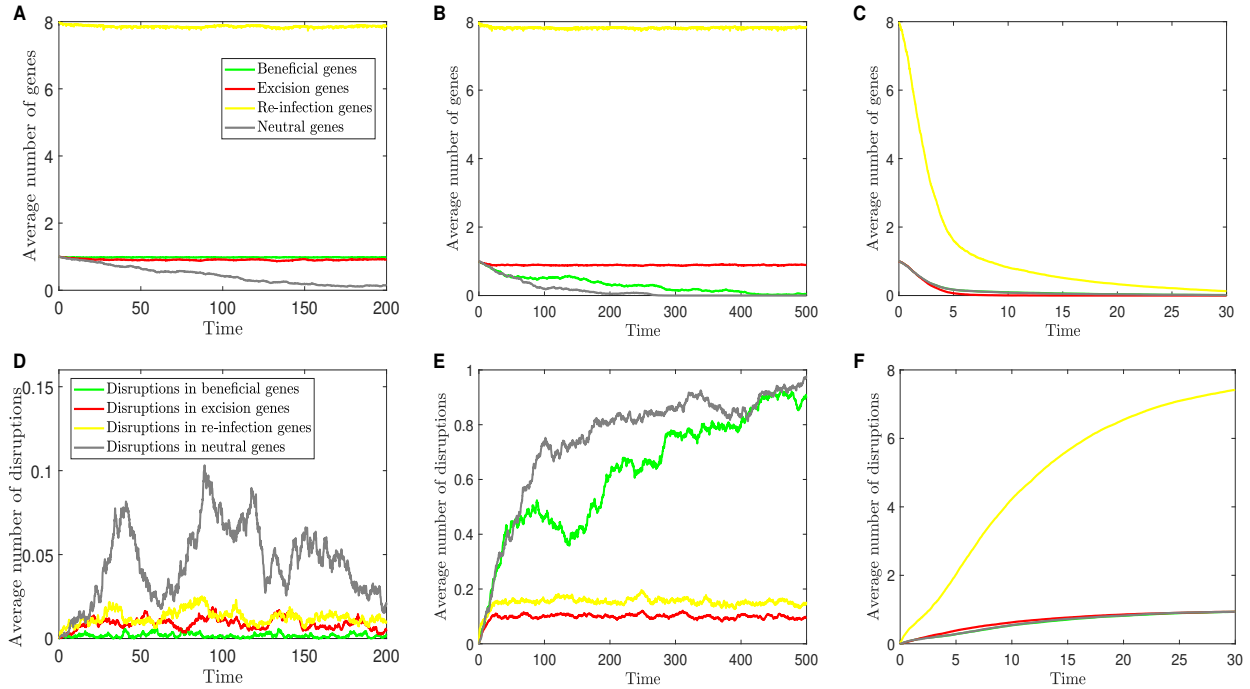 A
Average number of genes
8
6
4
2
0
0 50 100 150 200
Time
Beneficial genes
Excision genes
Re-infection genes
Neutral genes
B
Average number of genes
8
6
4
2
0
0 100 200 300 400 500
Time
C
Average number of genes
8
6
4
2
0
0 5 10 15 20 25 30
Time
D
Average number of disruptions
0.15
0.1
0.05
0
0 50 100 150 200
Time
Disruptions in beneficial genes
Disruptions in excision genes
Disruptions in re-infection genes
Disruptions in neutral genes
E
Average number of disruptions
1
0.8
0.6
0.4
0.2
0
0 100 200 300 400 500
Time
F
Average number of disruptions
8
6
4
2
0
0 5 10 15 20 25 30
Time